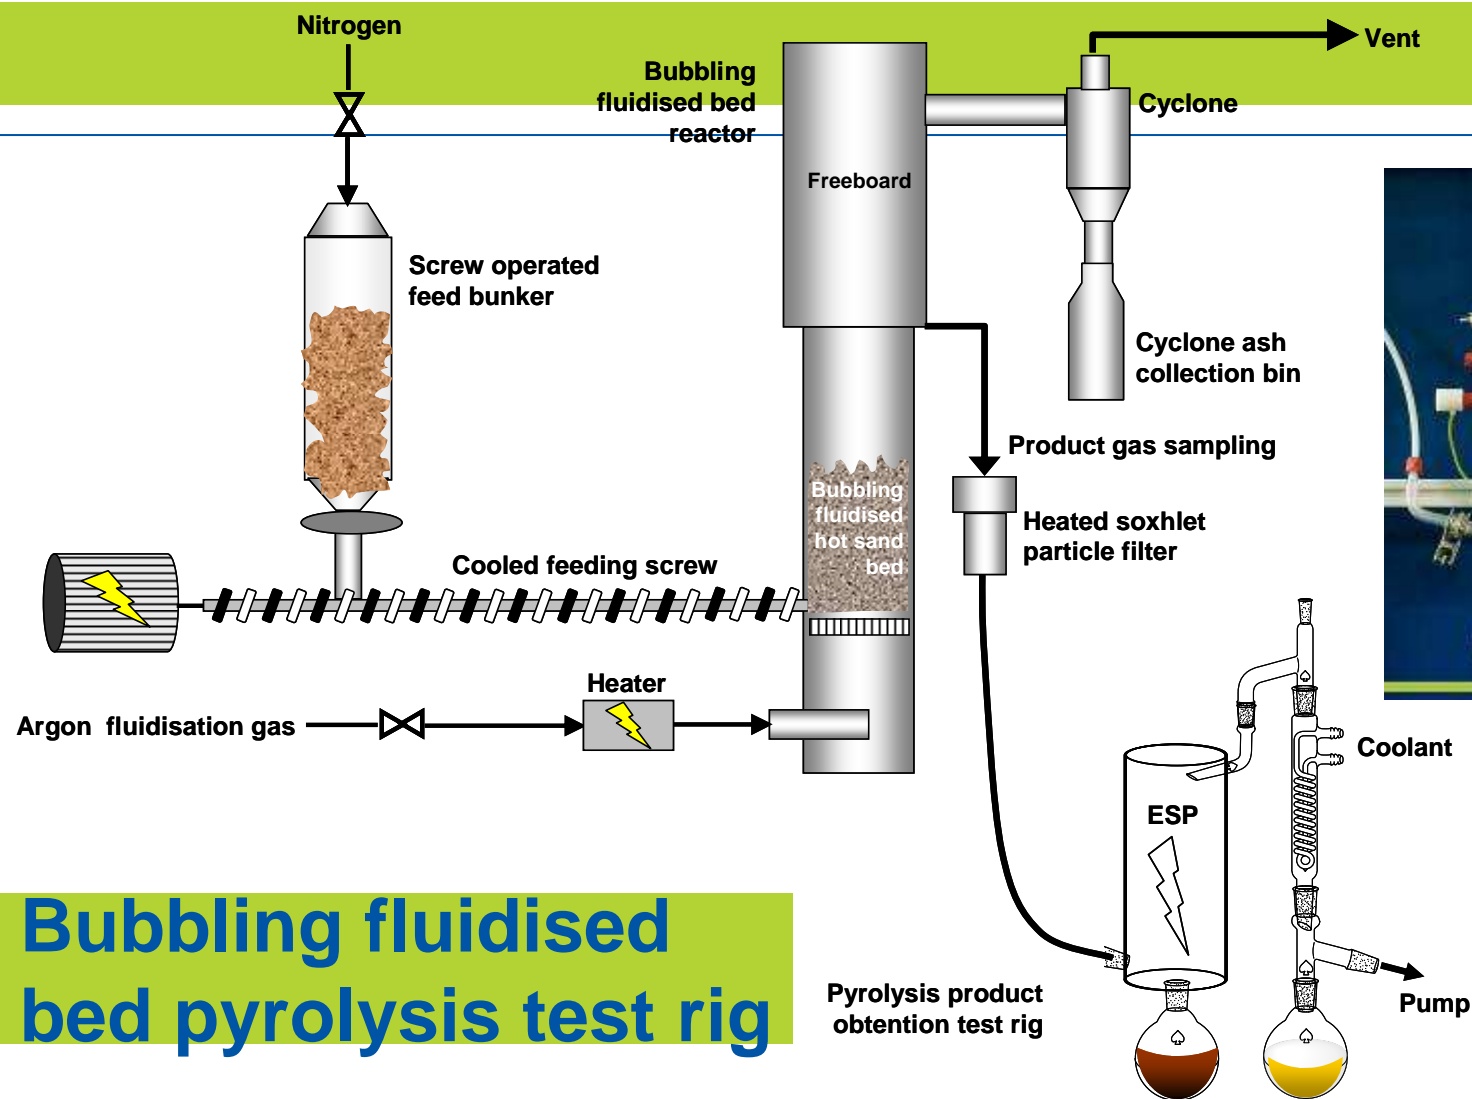 Nitrogen
Bubbling
fluidised bed
reactor
Vent
Cyclone
Freeboard
Screw operated
feed bunker
Cyclone ash
collection bin
Product gas sampling
Bubbling
fluidised
hot sand
bed
Heated soxhlet
particle filter
Cooled feeding screw
Heater
Argon fluidisation gas
Coolant
ESP
Bubbling fluidised
bed pyrolysis test rig
Pyrolysis product
obtention test rig
Pump